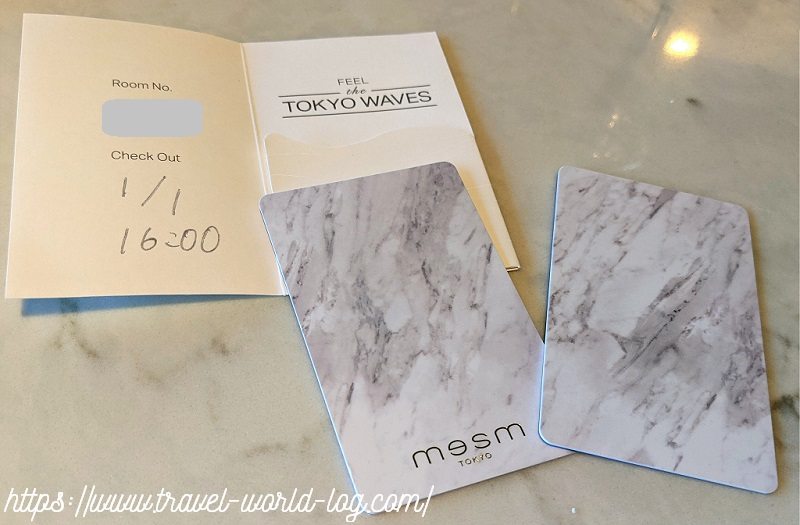 Room No.
Check Out
1/1
16:00
FEEL
the
TOKYO WAVES
mesm
TOKYO
https://www.travel-world-log.com/